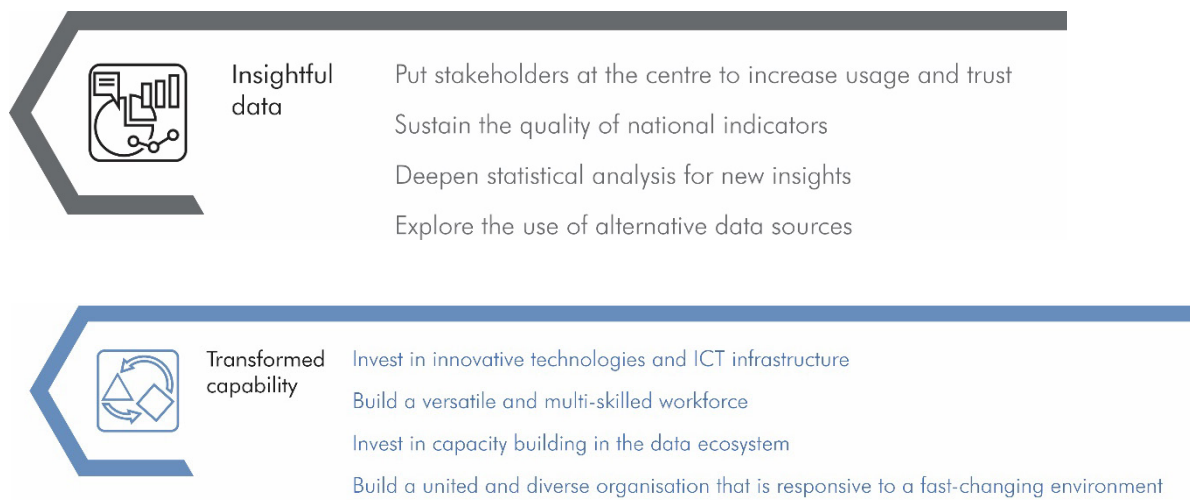 Insightful
data
Put stakeholders at the centre to increase usage and trust
Sustain the quality of national indicators
Deepen statistical analysis for new insights
Explore the use of alternative data sources
Transformed
capability
Invest in innovative technologies and ICT infrastructure
Build a versatile and multi-skilled workforce
Invest in capacity building in the data ecosystem
Build a united and diverse organisation that is responsive to a fast-changing environment